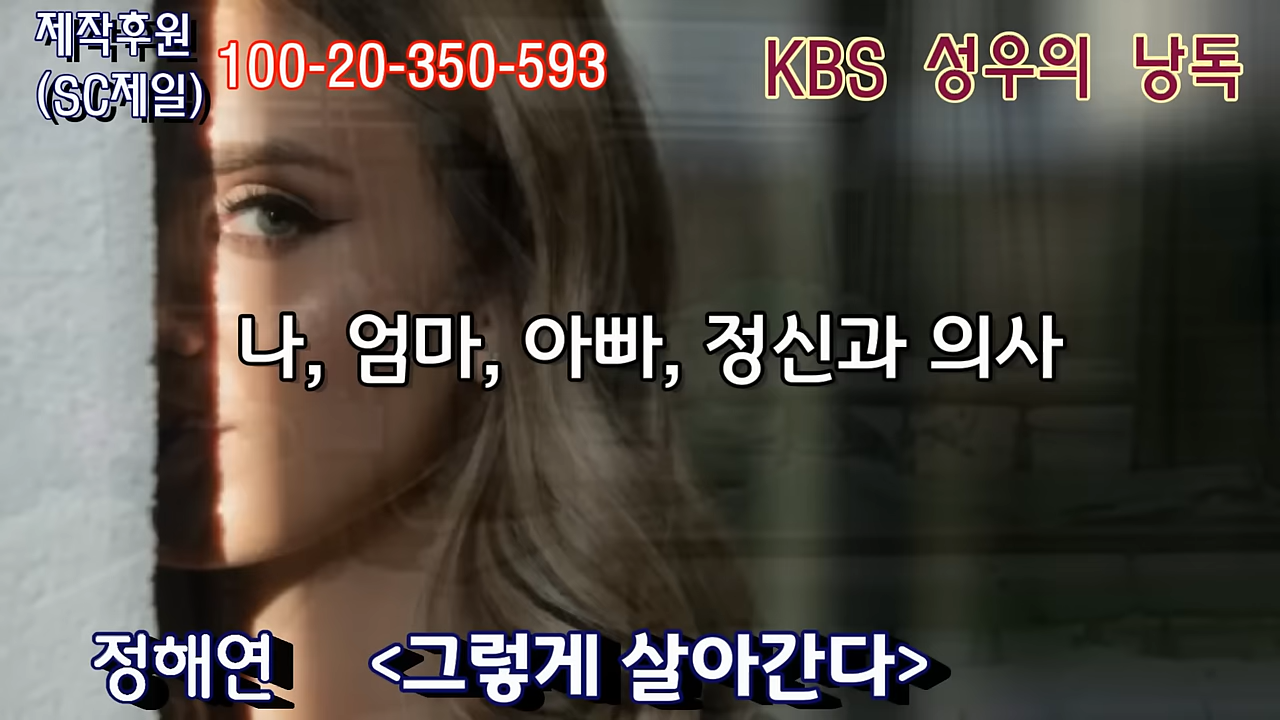 제작후원
(SC제일)
100-20-350-593
KBS 성우의 낭독
나, 엄마, 아빠, 정신과 의사
정해연 <그렇게 살아간다>